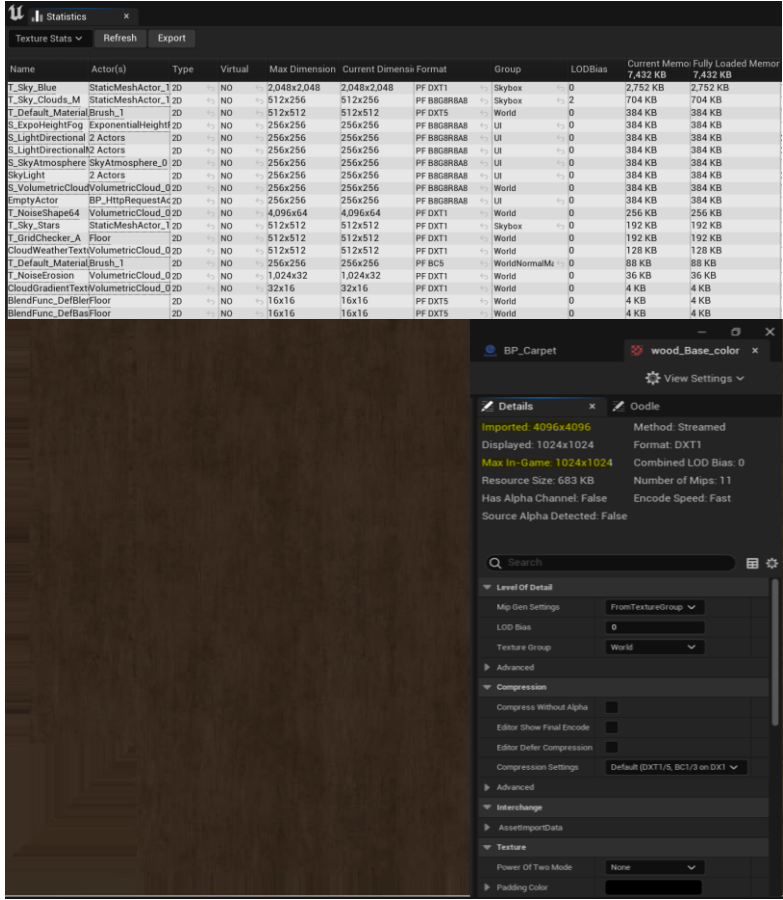 Statistics ×
Texture Stats Refresh Export
Name Actor(s) Type Virtual Max Dimension Current Dimensi Format Group LODBias Current Memo Fully Loaded Memor
7,432 KB 7,432 KB
T_Sky_Blue StaticMeshActor_1 2D NO 2,048x2,048 2,048x2,048 PF DXT1 Skybox 0 2,752 KB 2,752 KB
T_Sky_Clouds_M StaticMeshActor_1 2D NO 512x256 512x256 PF B8G8R8A8 Skybox 2 704 KB 704 KB
T_Default_Material Brush_1 2D NO 512x512 512x512 PF DXT5 World 0 384 KB 384 KB
S_ExpoHeightFog ExponentialHeightF 2D NO 256x256 256x256 PF B8G8R8A8 UI 0 384 KB 384 KB
S_LightDirectional 2 Actors 2D NO 256x256 256x256 PF B8G8R8A8 UI 0 384 KB 384 KB
S_LightDirectionalM 2 Actors 2D NO 256x256 256x256 PF B8G8R8A8 UI 0 384 KB 384 KB
S_SkyAtmosphere SkyAtmosphere_0 2D NO 256x256 256x256 PF B8G8R8A8 UI 0 384 KB 384 KB
SkyLight 2 Actors 2D NO 256x256 256x256 PF B8G8R8A8 UI 0 384 KB 384 KB
S_VolumetricCloud VolumetricCloud_0 2D NO 256x256 256x256 PF B8G8R8A8 World 0 384 KB 384 KB
EmptyActor BP_HttpRequestAc 2D NO 256x256 256x256 PF B8G8R8A8 UI 0 384 KB 384 KB
T_NoiseShape64 VolumetricCloud_0 2D NO 4,096x64 4,096x64 PF DXT1 World 0 256 KB 256 KB
T_Sky_Stars StaticMeshActor_1 2D NO 512x512 512x512 PF DXT1 Skybox 0 192 KB 192 KB
T_GridChecker_A Floor 2D NO 512x512 512x512 PF DXT1 World 0 192 KB 192 KB
CloudWeatherText VolumetricCloud_0 2D NO 512x512 512x512 PF DXT1 World 0 128 KB 128 KB
T_Default_Material Brush_1 2D NO 256x256 256x256 PF BC5 WorldNormalMa 0 88 KB 88 KB
T_NoiseErosion VolumetricCloud_0 2D NO 1,024x32 1,024x32 PF DXT1 World 0 36 KB 36 KB
CloudGradientText VolumetricCloud_0 2D NO 32x16 32x16 PF DXT1 World 0 4 KB 4 KB
BlendFunc_DefBler Floor 2D NO 16x16 16x16 PF DXT5 World 0 4 KB 4 KB
BlendFunc_DefBas Floor 2D NO 16x16 16x16 PF DXT5 World 0 4 KB 4 KB
BP_Carpet wood_Base_color ×
View Settings
Details × Oodle
Imported: 4096x4096 Method: Streamed
Displayed: 1024x1024 Format: DXT1
Max In-Game: 1024x1024 Combined LOD Bias: 0
Resource Size: 683 KB Number of Mips: 11
Has Alpha Channel: False Encode Speed: Fast
Source Alpha Detected: False
Search
Level Of Detail
Mip Gen Settings FromTextureGroup
LOD Bias 0
Texture Group World
Advanced
Compression
Compress Without Alpha
Editor Show Final Encode
Editor Defer Compression
Compression Settings Default (DXT1/5, BC1/3 on DX1
Advanced
Interchange
AssetImportData
Texture
Power Of Two Mode None
Padding Color